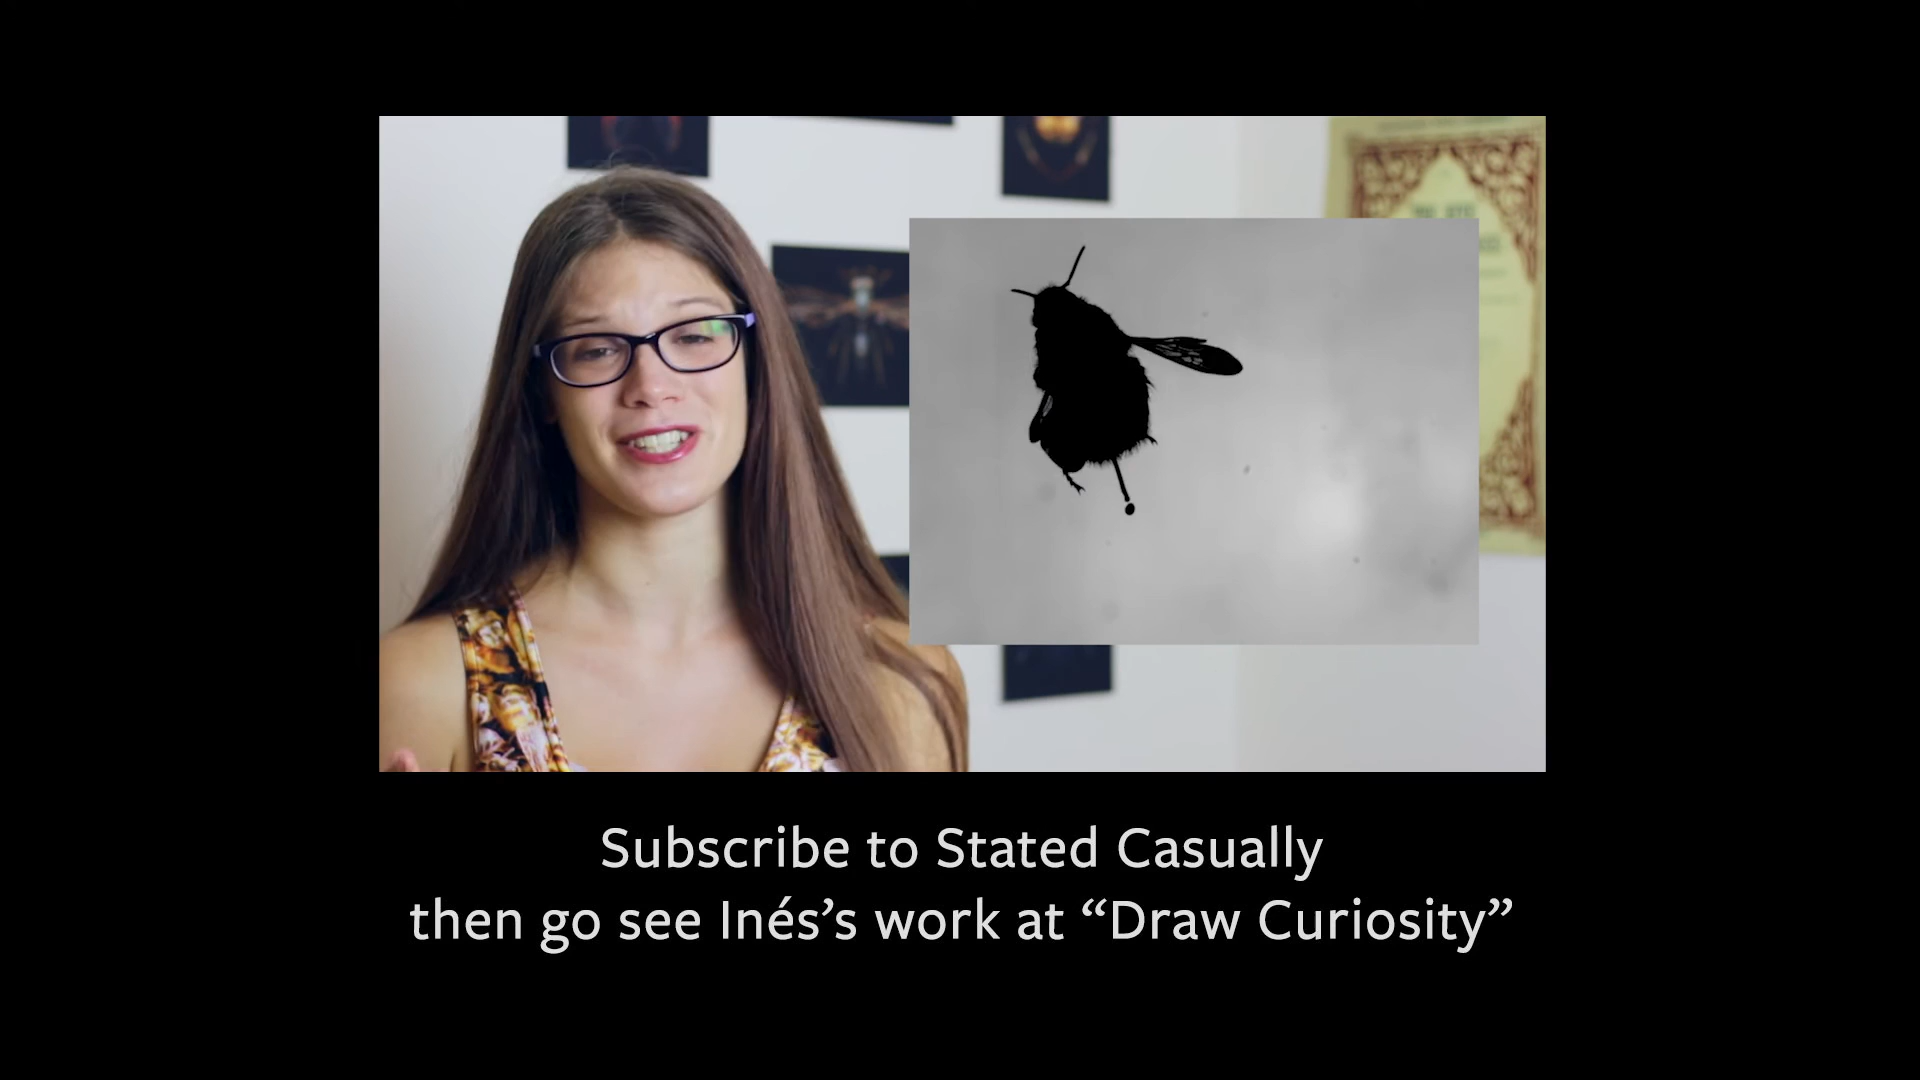 Subscribe to Stated Casually
then go see Inés’s work at “Draw Curiosity”